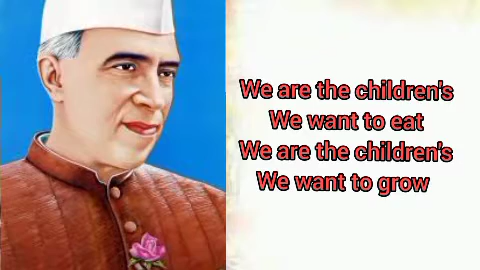 We are the children's
We want to eat
We are the children's
We want to grow